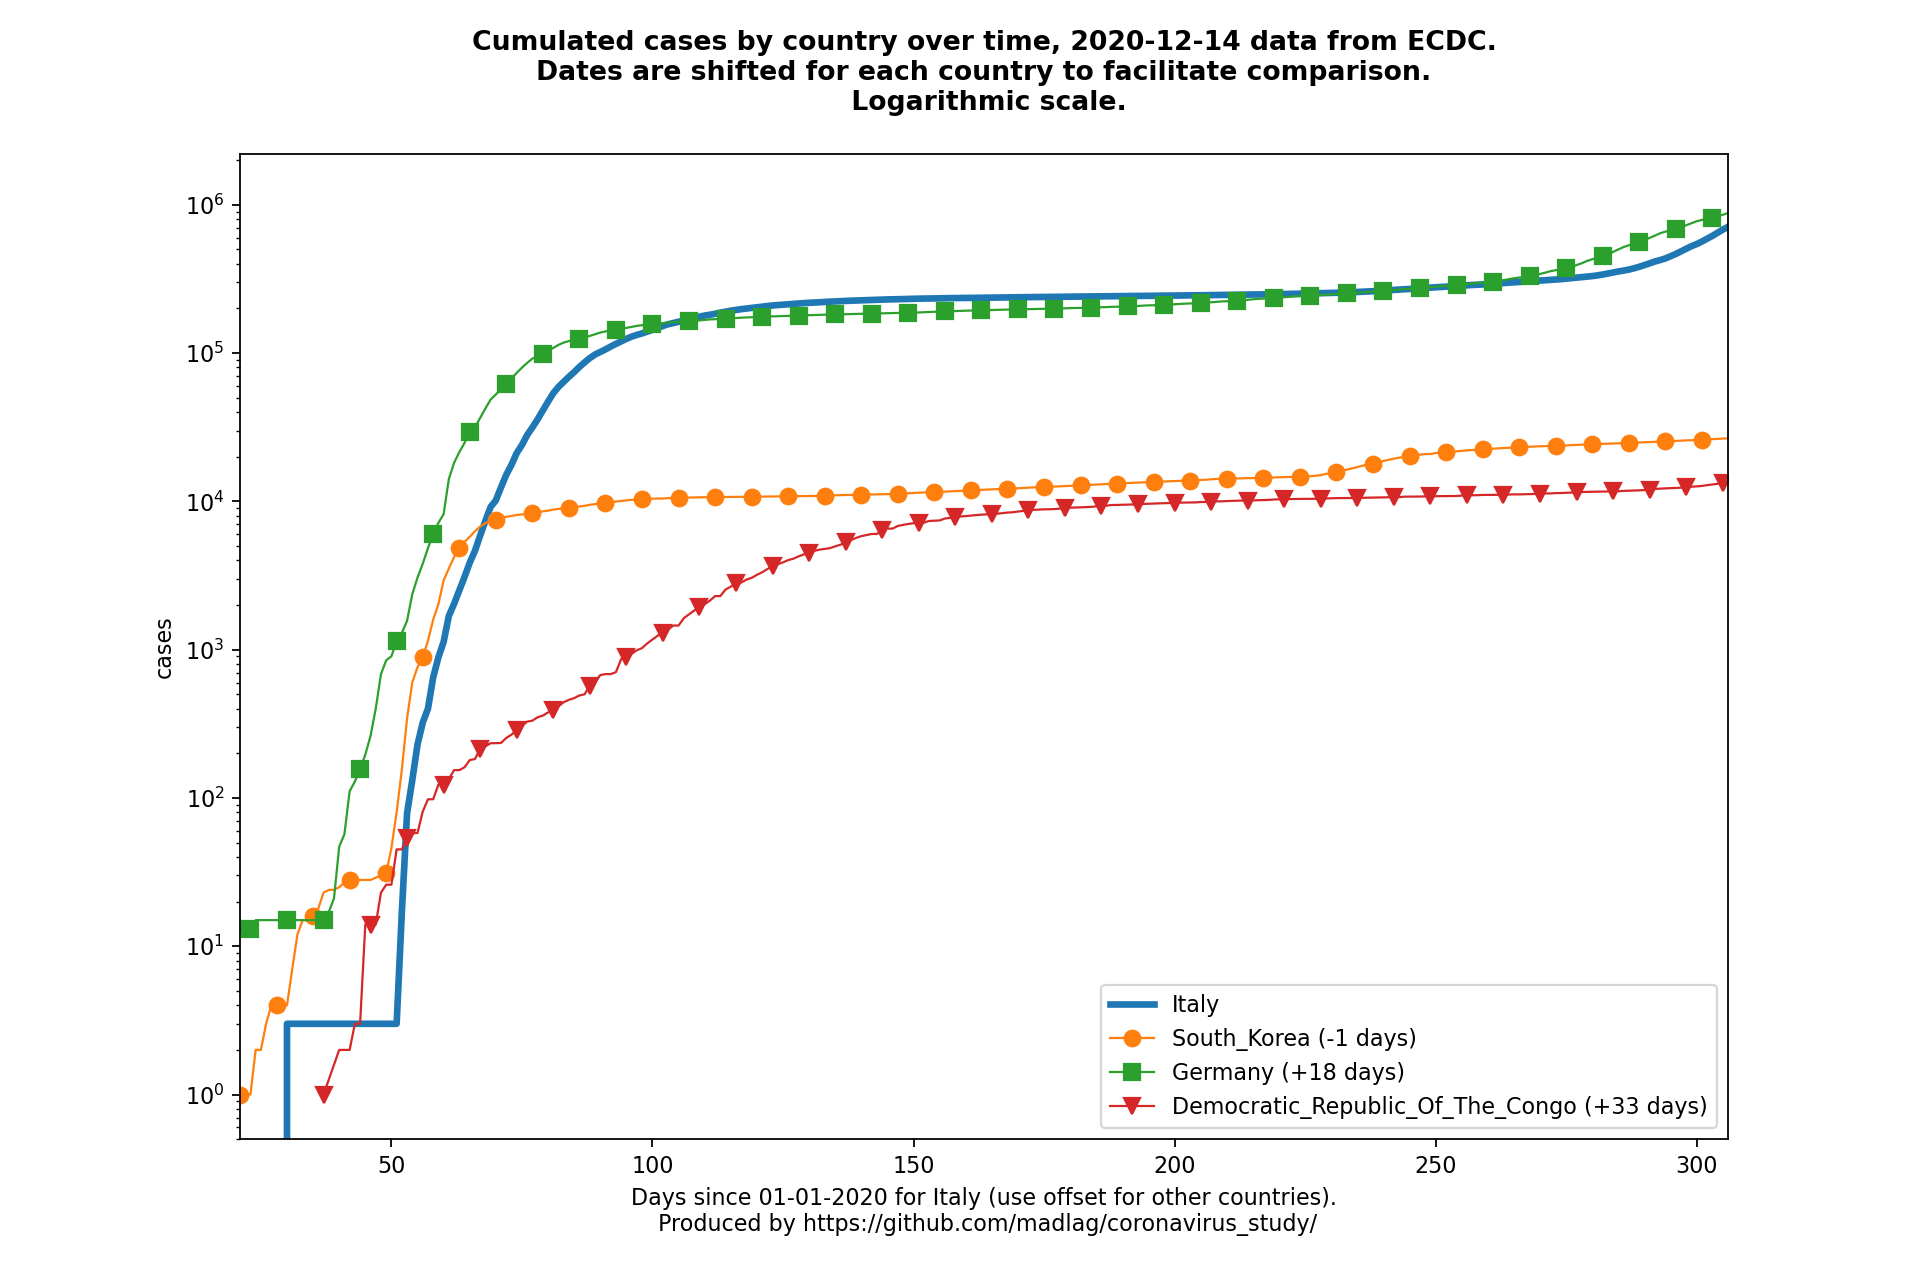 Cumulated cases by country over time, 2020-12-14 data from ECDC.
Dates are shifted for each country to facilitate comparison.
Logarithmic scale.
10^6
10^5
10^4
10^3
10^2
10^1
10^0
cases
Italy
South_Korea (-1 days)
Germany (+18 days)
Democratic_Republic_Of_The_Congo (+33 days)
50 100 150 200 250 300
Days since 01-01-2020 for Italy (use offset for other countries).
Produced by https://github.com/madlag/coronavirus_study/